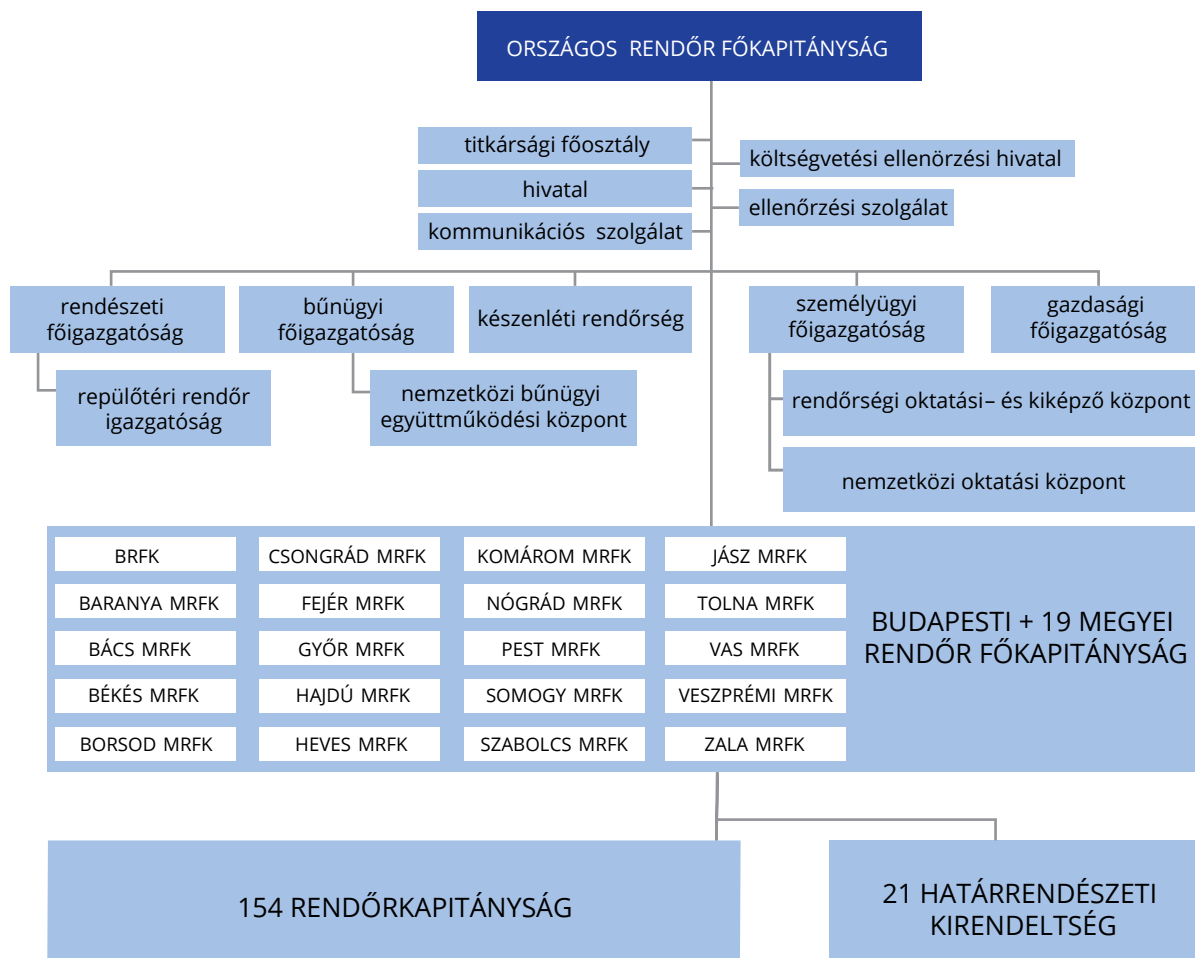 ORSZÁGOS RENDŐR FŐKAPITÁNYSÁG
titkársági főosztály
költségvetési ellenörzési hivatal
hivatal
ellenőrzési szolgálat
kommunikációs szolgálat
rendészeti
főigazgatóság
bűnügyi
főigazgatóság
készenléti rendőrség
személyügyi
főigazgatóság
gazdasági
főigazgatóság
repülőtéri rendőr
igazgatóság
nemzetközi bűnügyi
együttműködési központ
rendőrségi oktatási– és kiképző központ
nemzetközi oktatási központ
BRFK
CSONGRÁD MRFK
KOMÁROM MRFK
JÁSZ MRFK
BARANYA MRFK
FEJÉR MRFK
NÓGRÁD MRFK
TOLNA MRFK
BÁCS MRFK
GYŐR MRFK
PEST MRFK
VAS MRFK
BÉKÉS MRFK
HAJDÚ MRFK
SOMOGY MRFK
VESZPRÉMI MRFK
BORSOD MRFK
HEVES MRFK
SZABOLCS MRFK
ZALA MRFK
BUDAPESTI + 19 MEGYEI
RENDŐR FŐKAPITÁNYSÁG
154 RENDŐRKAPITÁNYSÁG
21 HATÁRRENDÉSZETI
KIRENDELTSÉG